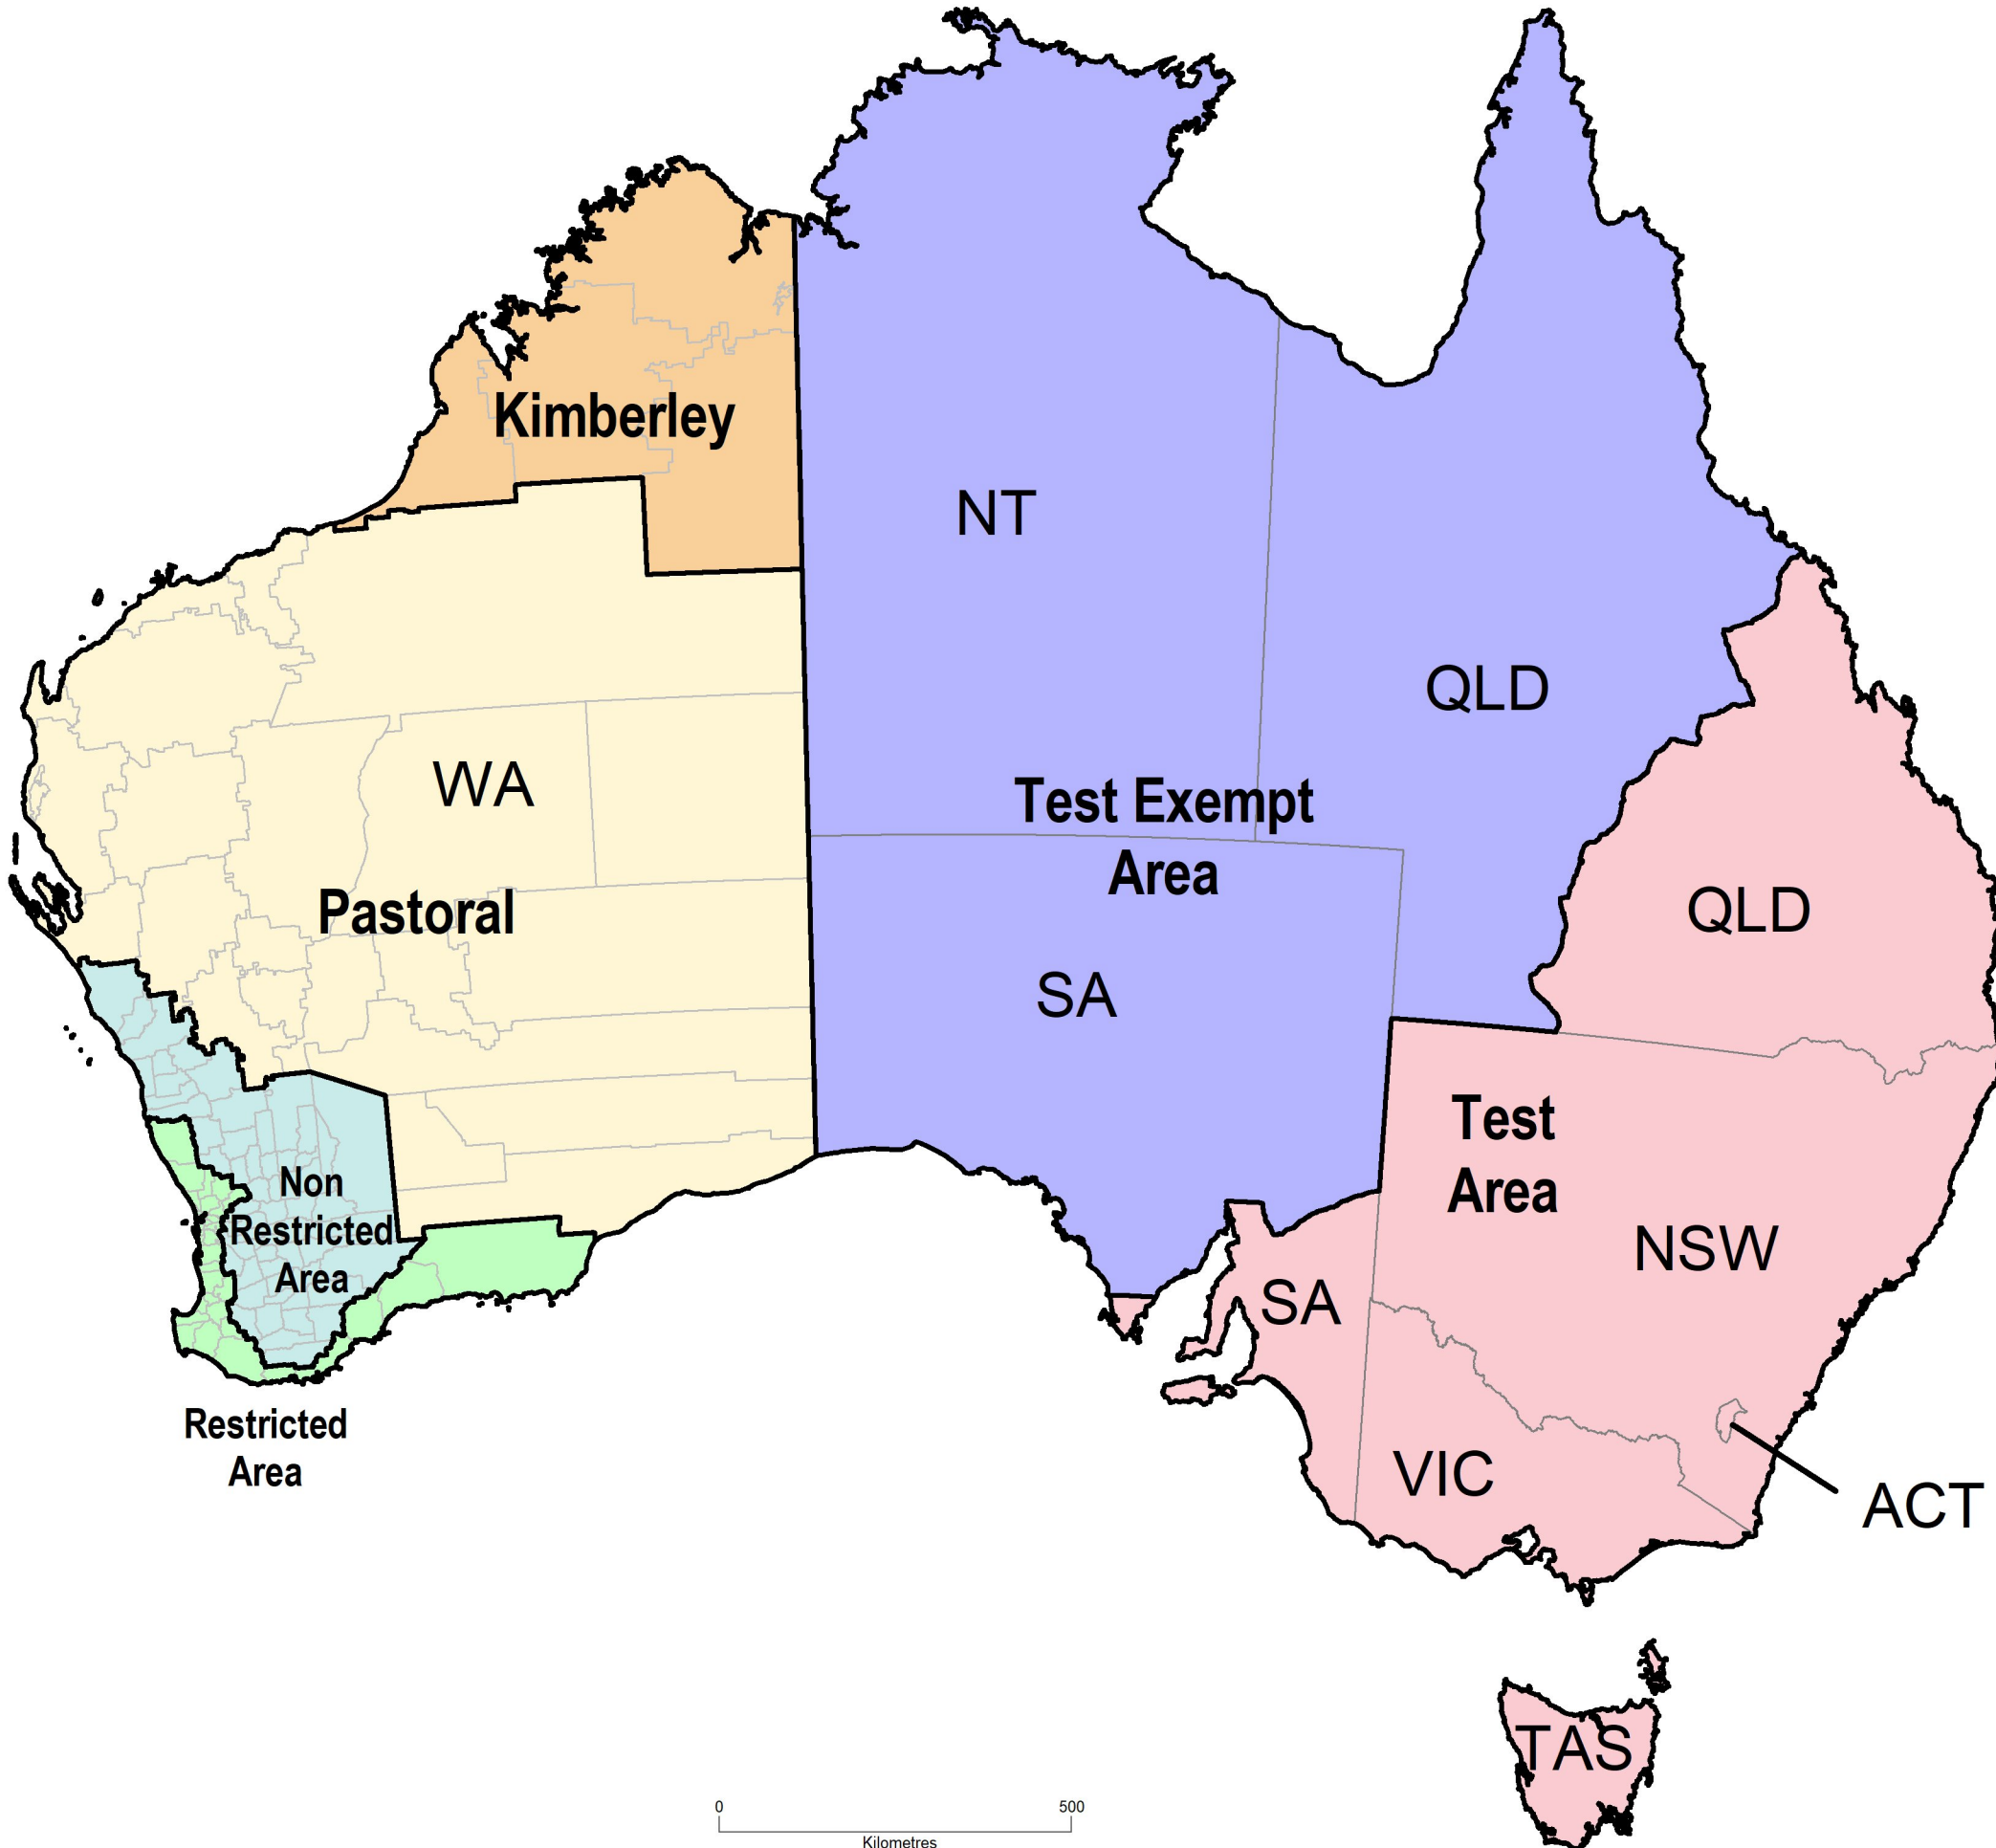 Kimberley
NT
QLD
WA
Test Exempt
Area
Pastoral
QLD
SA
Test
Area
Non
Restricted
Area
NSW
SA
Restricted
Area
VIC
ACT
TAS
0 500
Kilometres